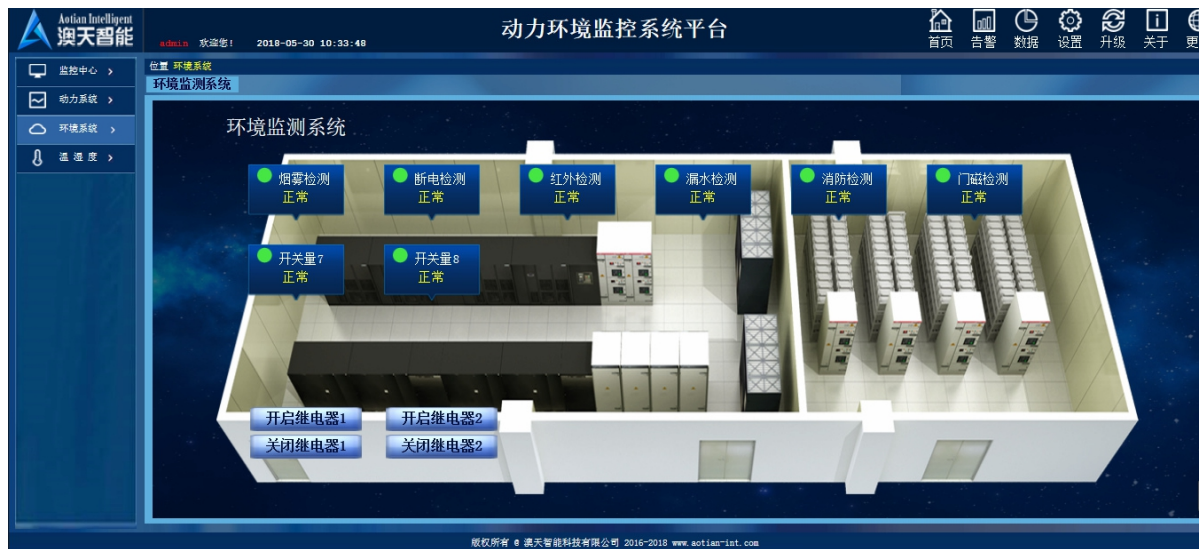 Aotian Intelligent
澳天智能
admin 欢迎您! 2018-05-30 10:33:48
动力环境监控系统平台
首页 告警 数据 设置 升级 关于 更
监控中心 >
动力系统 >
环境系统 >
温湿度 >
位置 环境系统
环境监测系统
环境监测系统
烟雾检测
正常
断电检测
正常
红外检测
正常
漏水检测
正常
消防检测
正常
门磁检测
正常
开关量7
正常
开关量8
正常
开启继电器1
开启继电器2
关闭继电器1
关闭继电器2
版权所有 @ 澳天智能科技有限公司 2016-2018 www.aotian-int.com